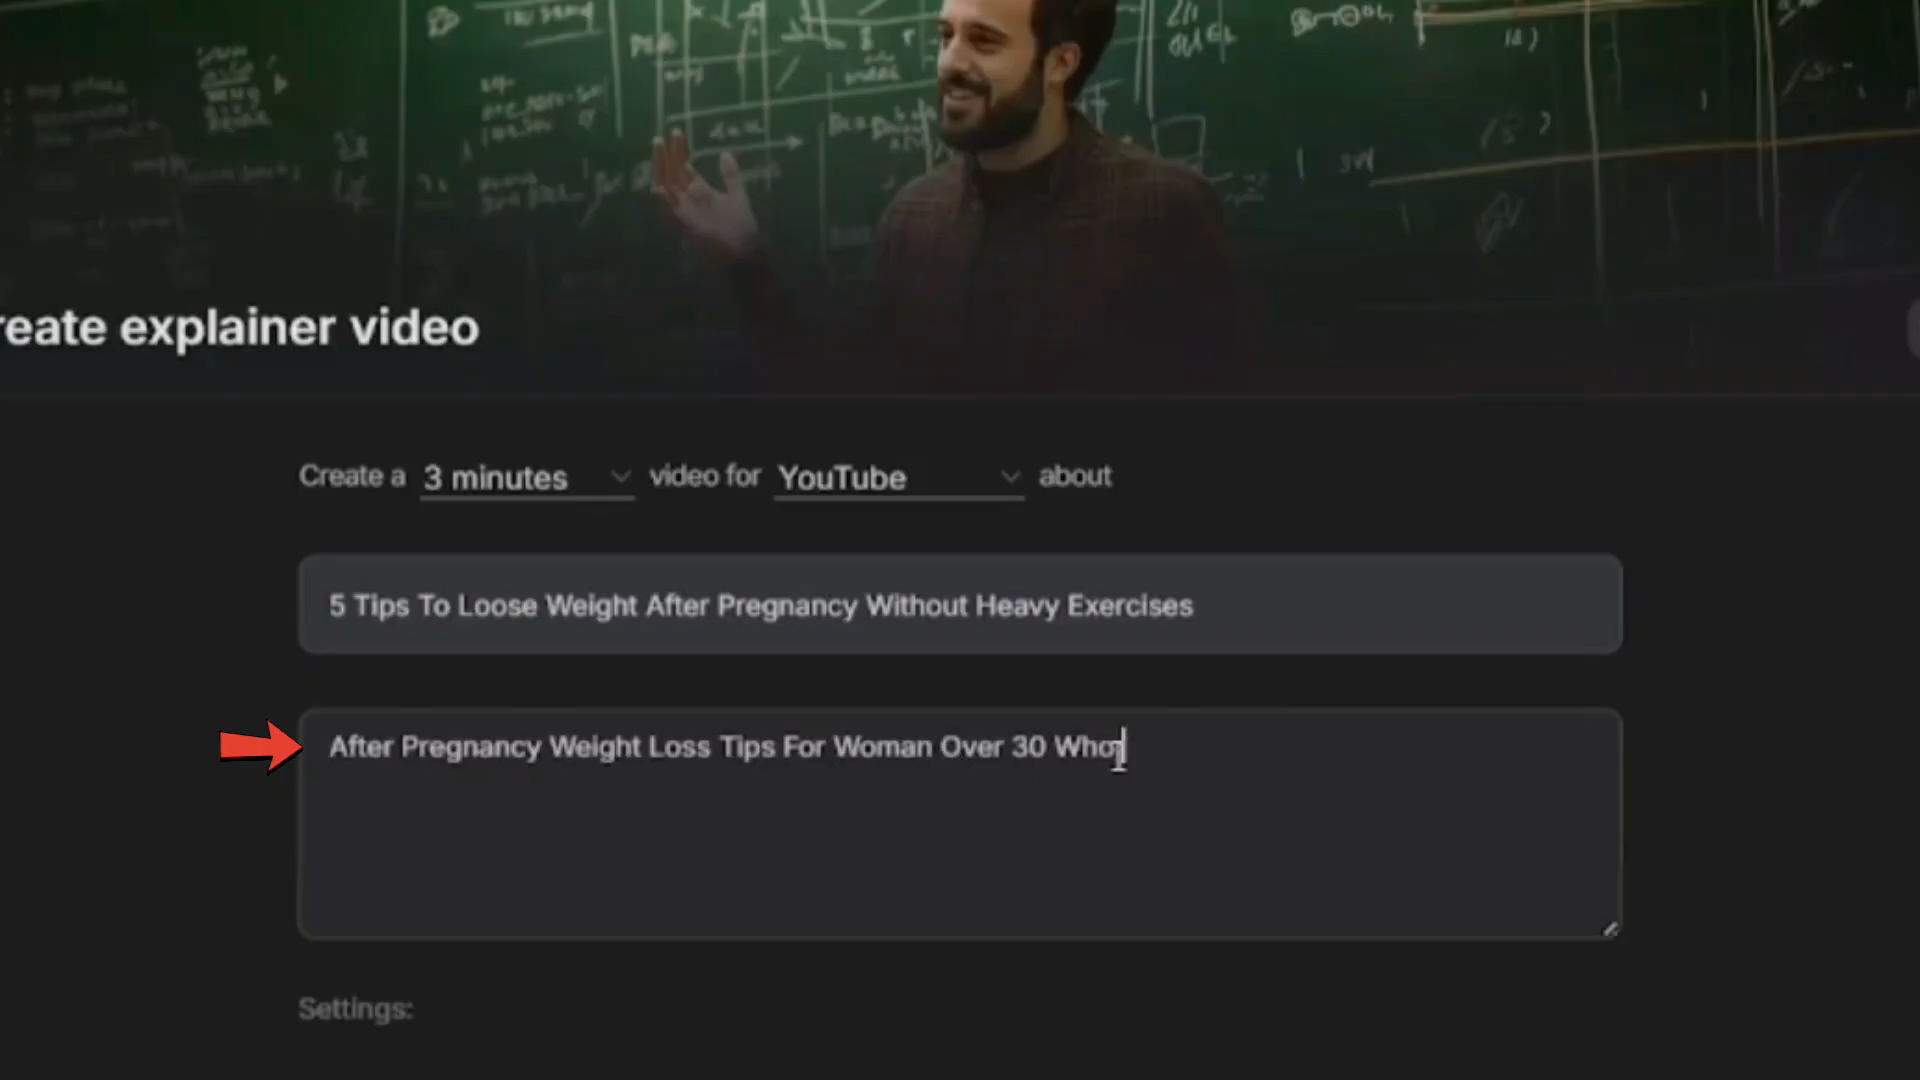 reate explainer video
Create a 3 minutes video for YouTube about
5 Tips To Loose Weight After Pregnancy Without Heavy Exercises
After Pregnancy Weight Loss Tips For Woman Over 30 Who
Settings: